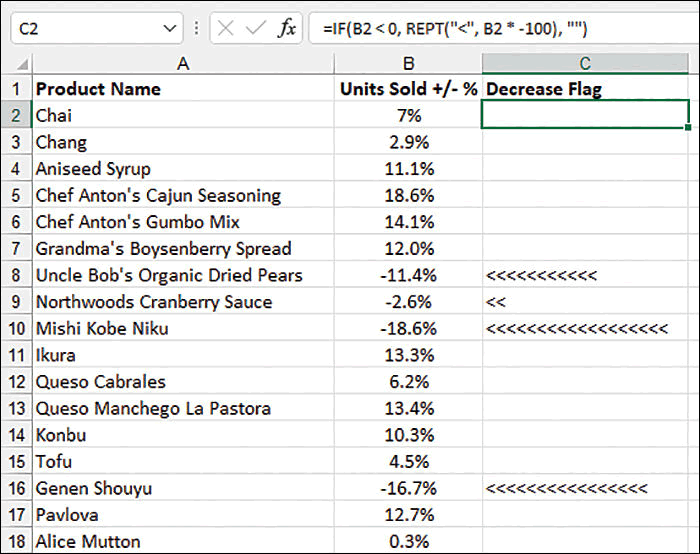 C2 fx =IF(B2 < 0, REPT("<", B2 * -100), "")
A B C
1 Product Name Units Sold +/- % Decrease Flag
2 Chai 7%
3 Chang 2.9%
4 Aniseed Syrup 11.1%
5 Chef Anton's Cajun Seasoning 18.6%
6 Chef Anton's Gumbo Mix 14.1%
7 Grandma's Boysenberry Spread 12.0%
8 Uncle Bob's Organic Dried Pears -11.4% <<<<<<<<<<<
9 Northwoods Cranberry Sauce -2.6% <<
10 Mishi Kobe Niku -18.6% <<<<<<<<<<<<<<<<<<
11 Ikura 13.3%
12 Queso Cabrales 6.2%
13 Queso Manchego La Pastora 13.4%
14 Konbu 10.3%
15 Tofu 4.5%
16 Genen Shouyu -16.7% <<<<<<<<<<<<<<<<
17 Pavlova 12.7%
18 Alice Mutton 0.3%